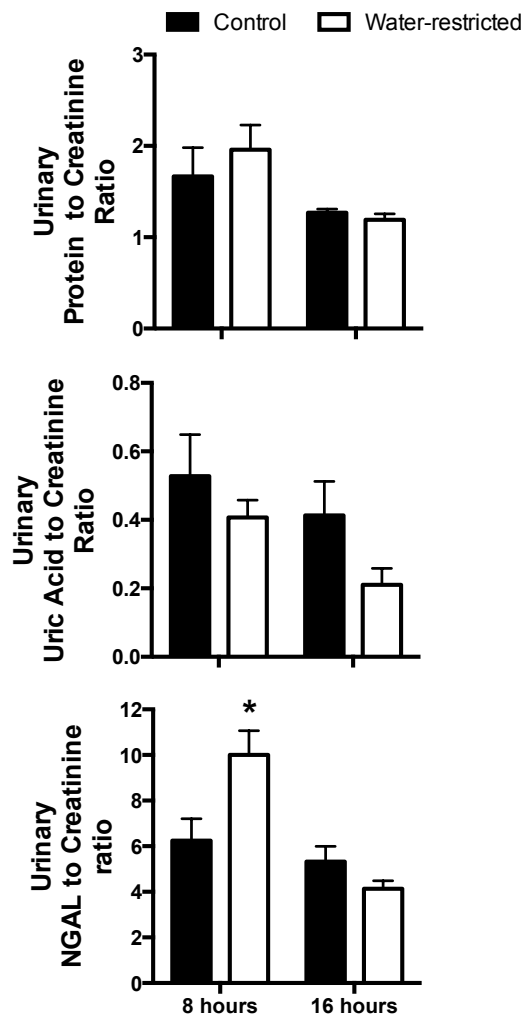 Control Water-restricted
Urinary
Protein to Creatinine
Ratio
3
2
1
0
Urinary
Uric Acid to Creatinine
Ratio
0.8
0.6
0.4
0.2
0.0
Urinary
NGAL to Creatinine
ratio
12
10
8
6
4
2
0
*
8 hours 16 hours